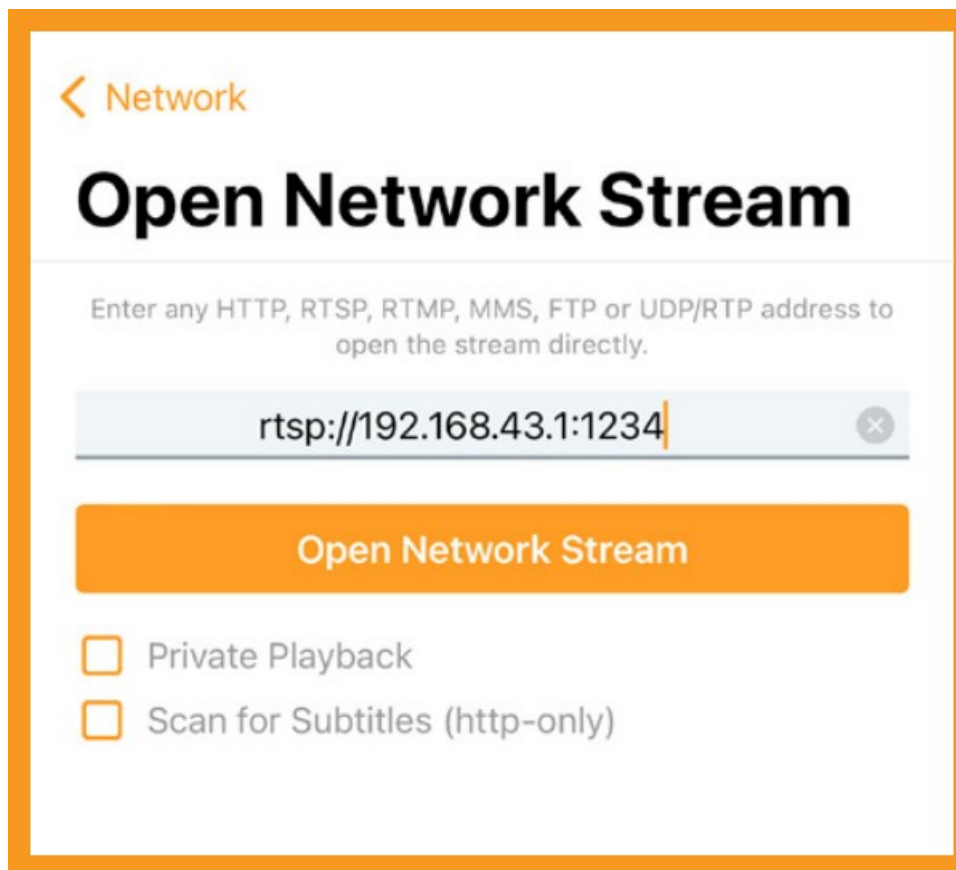 Network
Open Network Stream
Enter any HTTP, RTSP, RTMP, MMS, FTP or UDP/RTP address to
open the stream directly.
rtsp://192.168.43.1:1234
Open Network Stream
Private Playback
Scan for Subtitles (http-only)